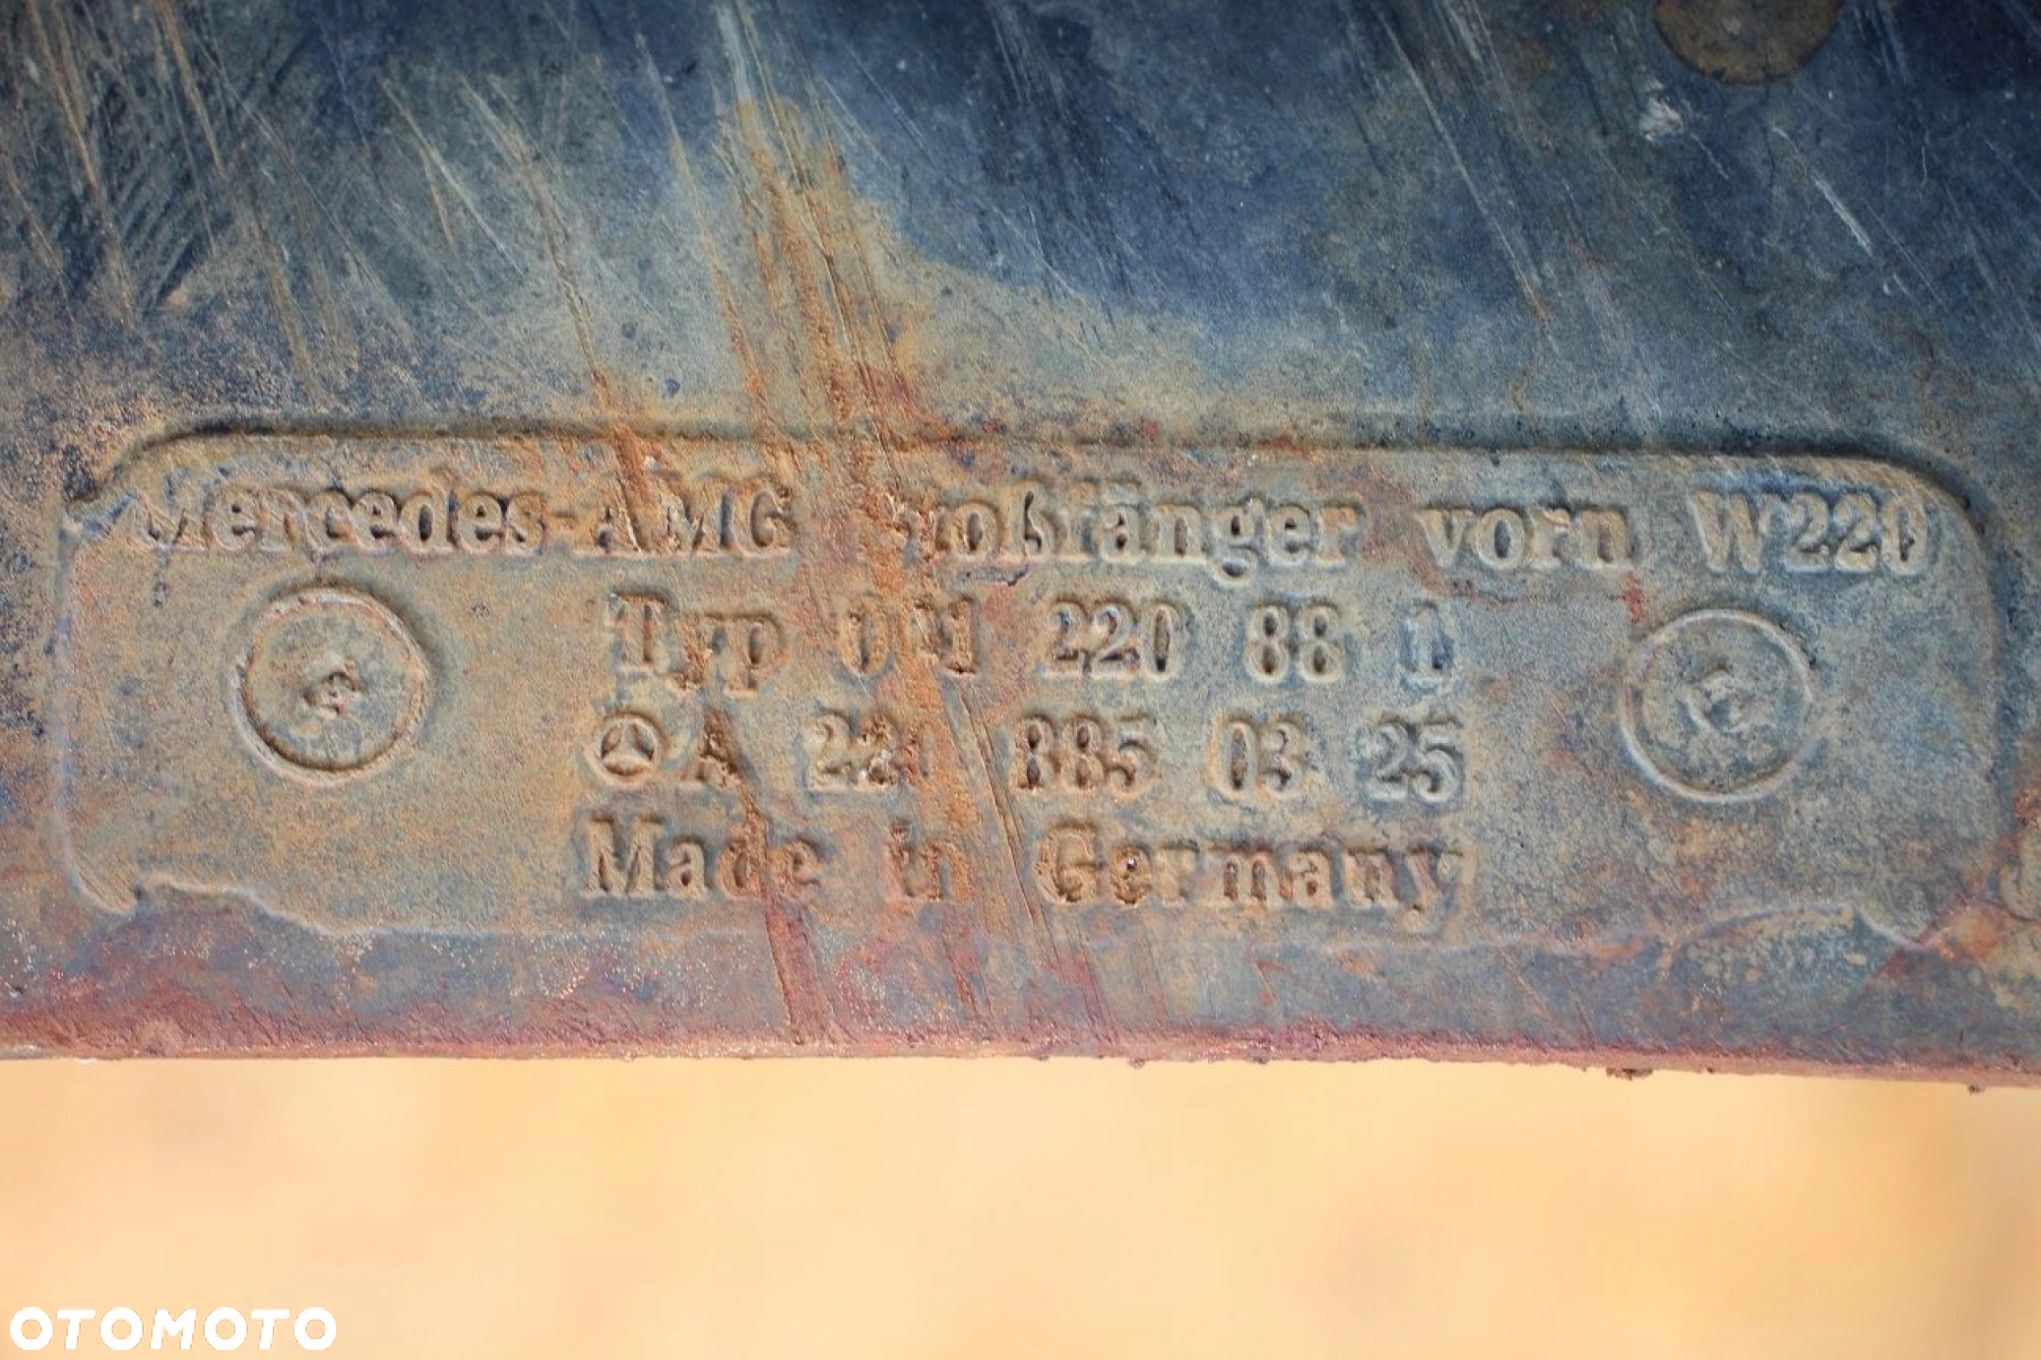 Mercedes-AMG Stoßfänger vorn W220
Typ 001 220 88 1
A 220 885 03 25
Made in Germany
OTOMOTO